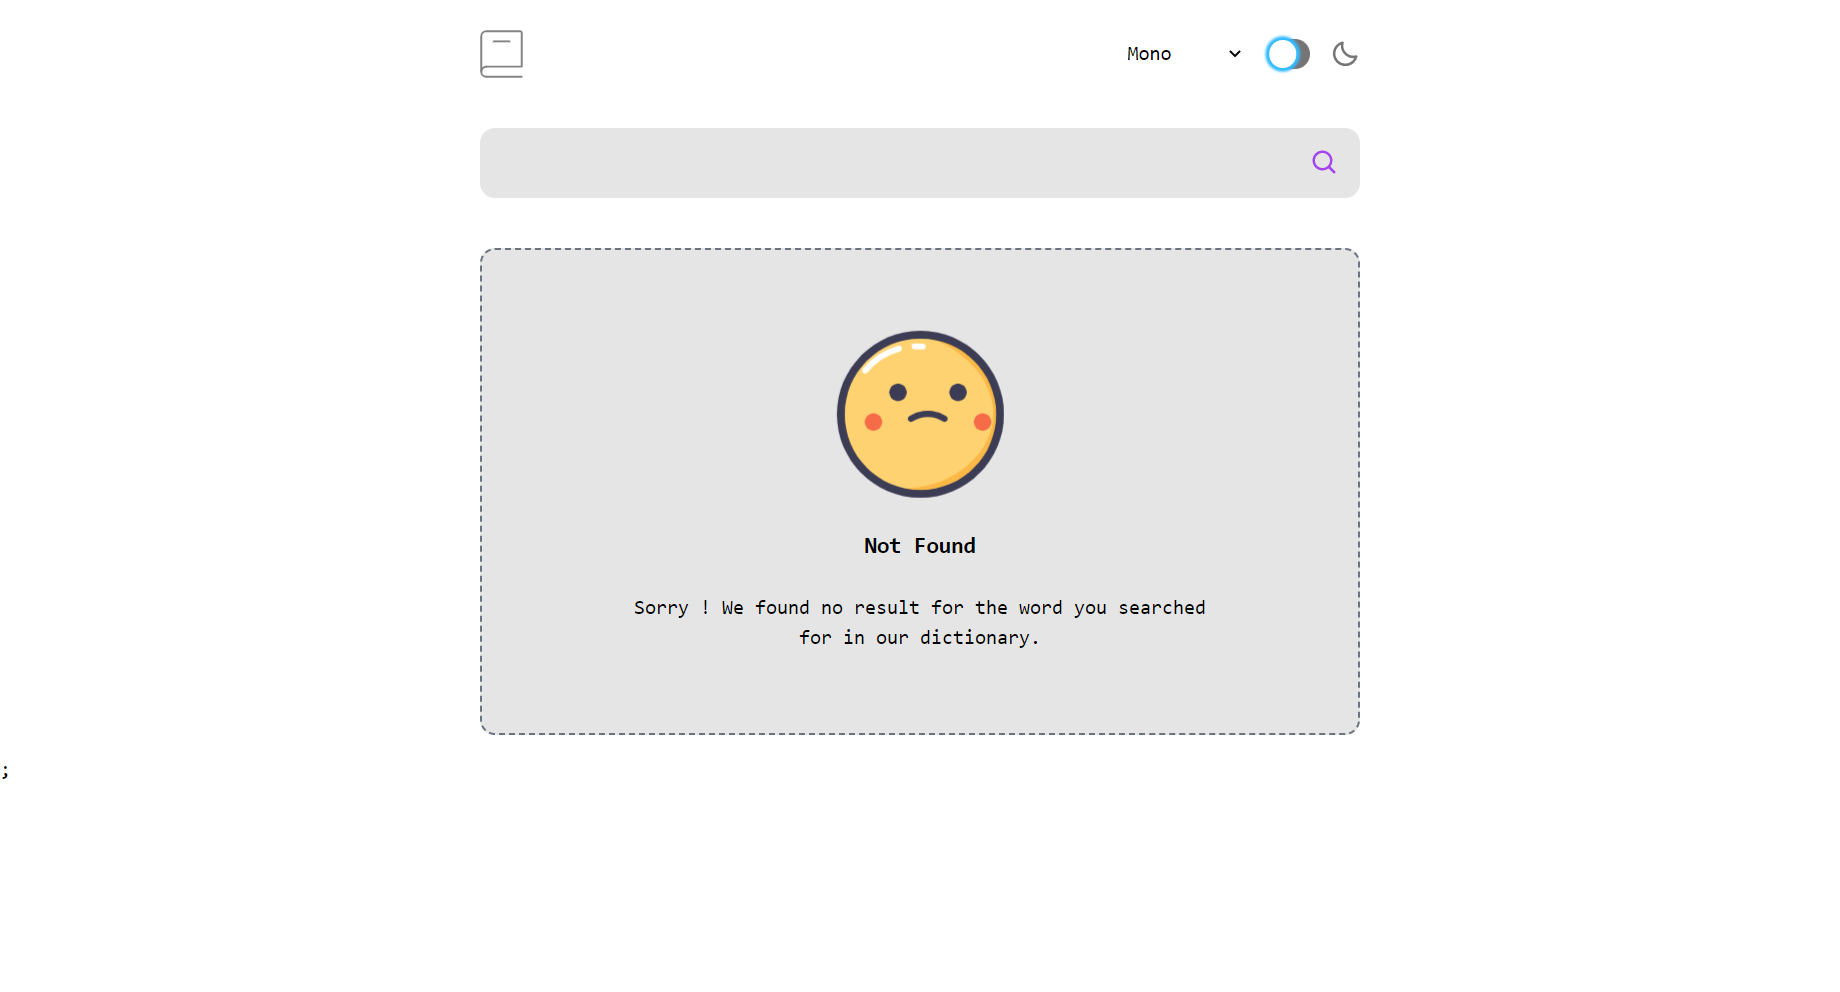 Mono
Not Found
Sorry ! We found no result for the word you searched
for in our dictionary.
;